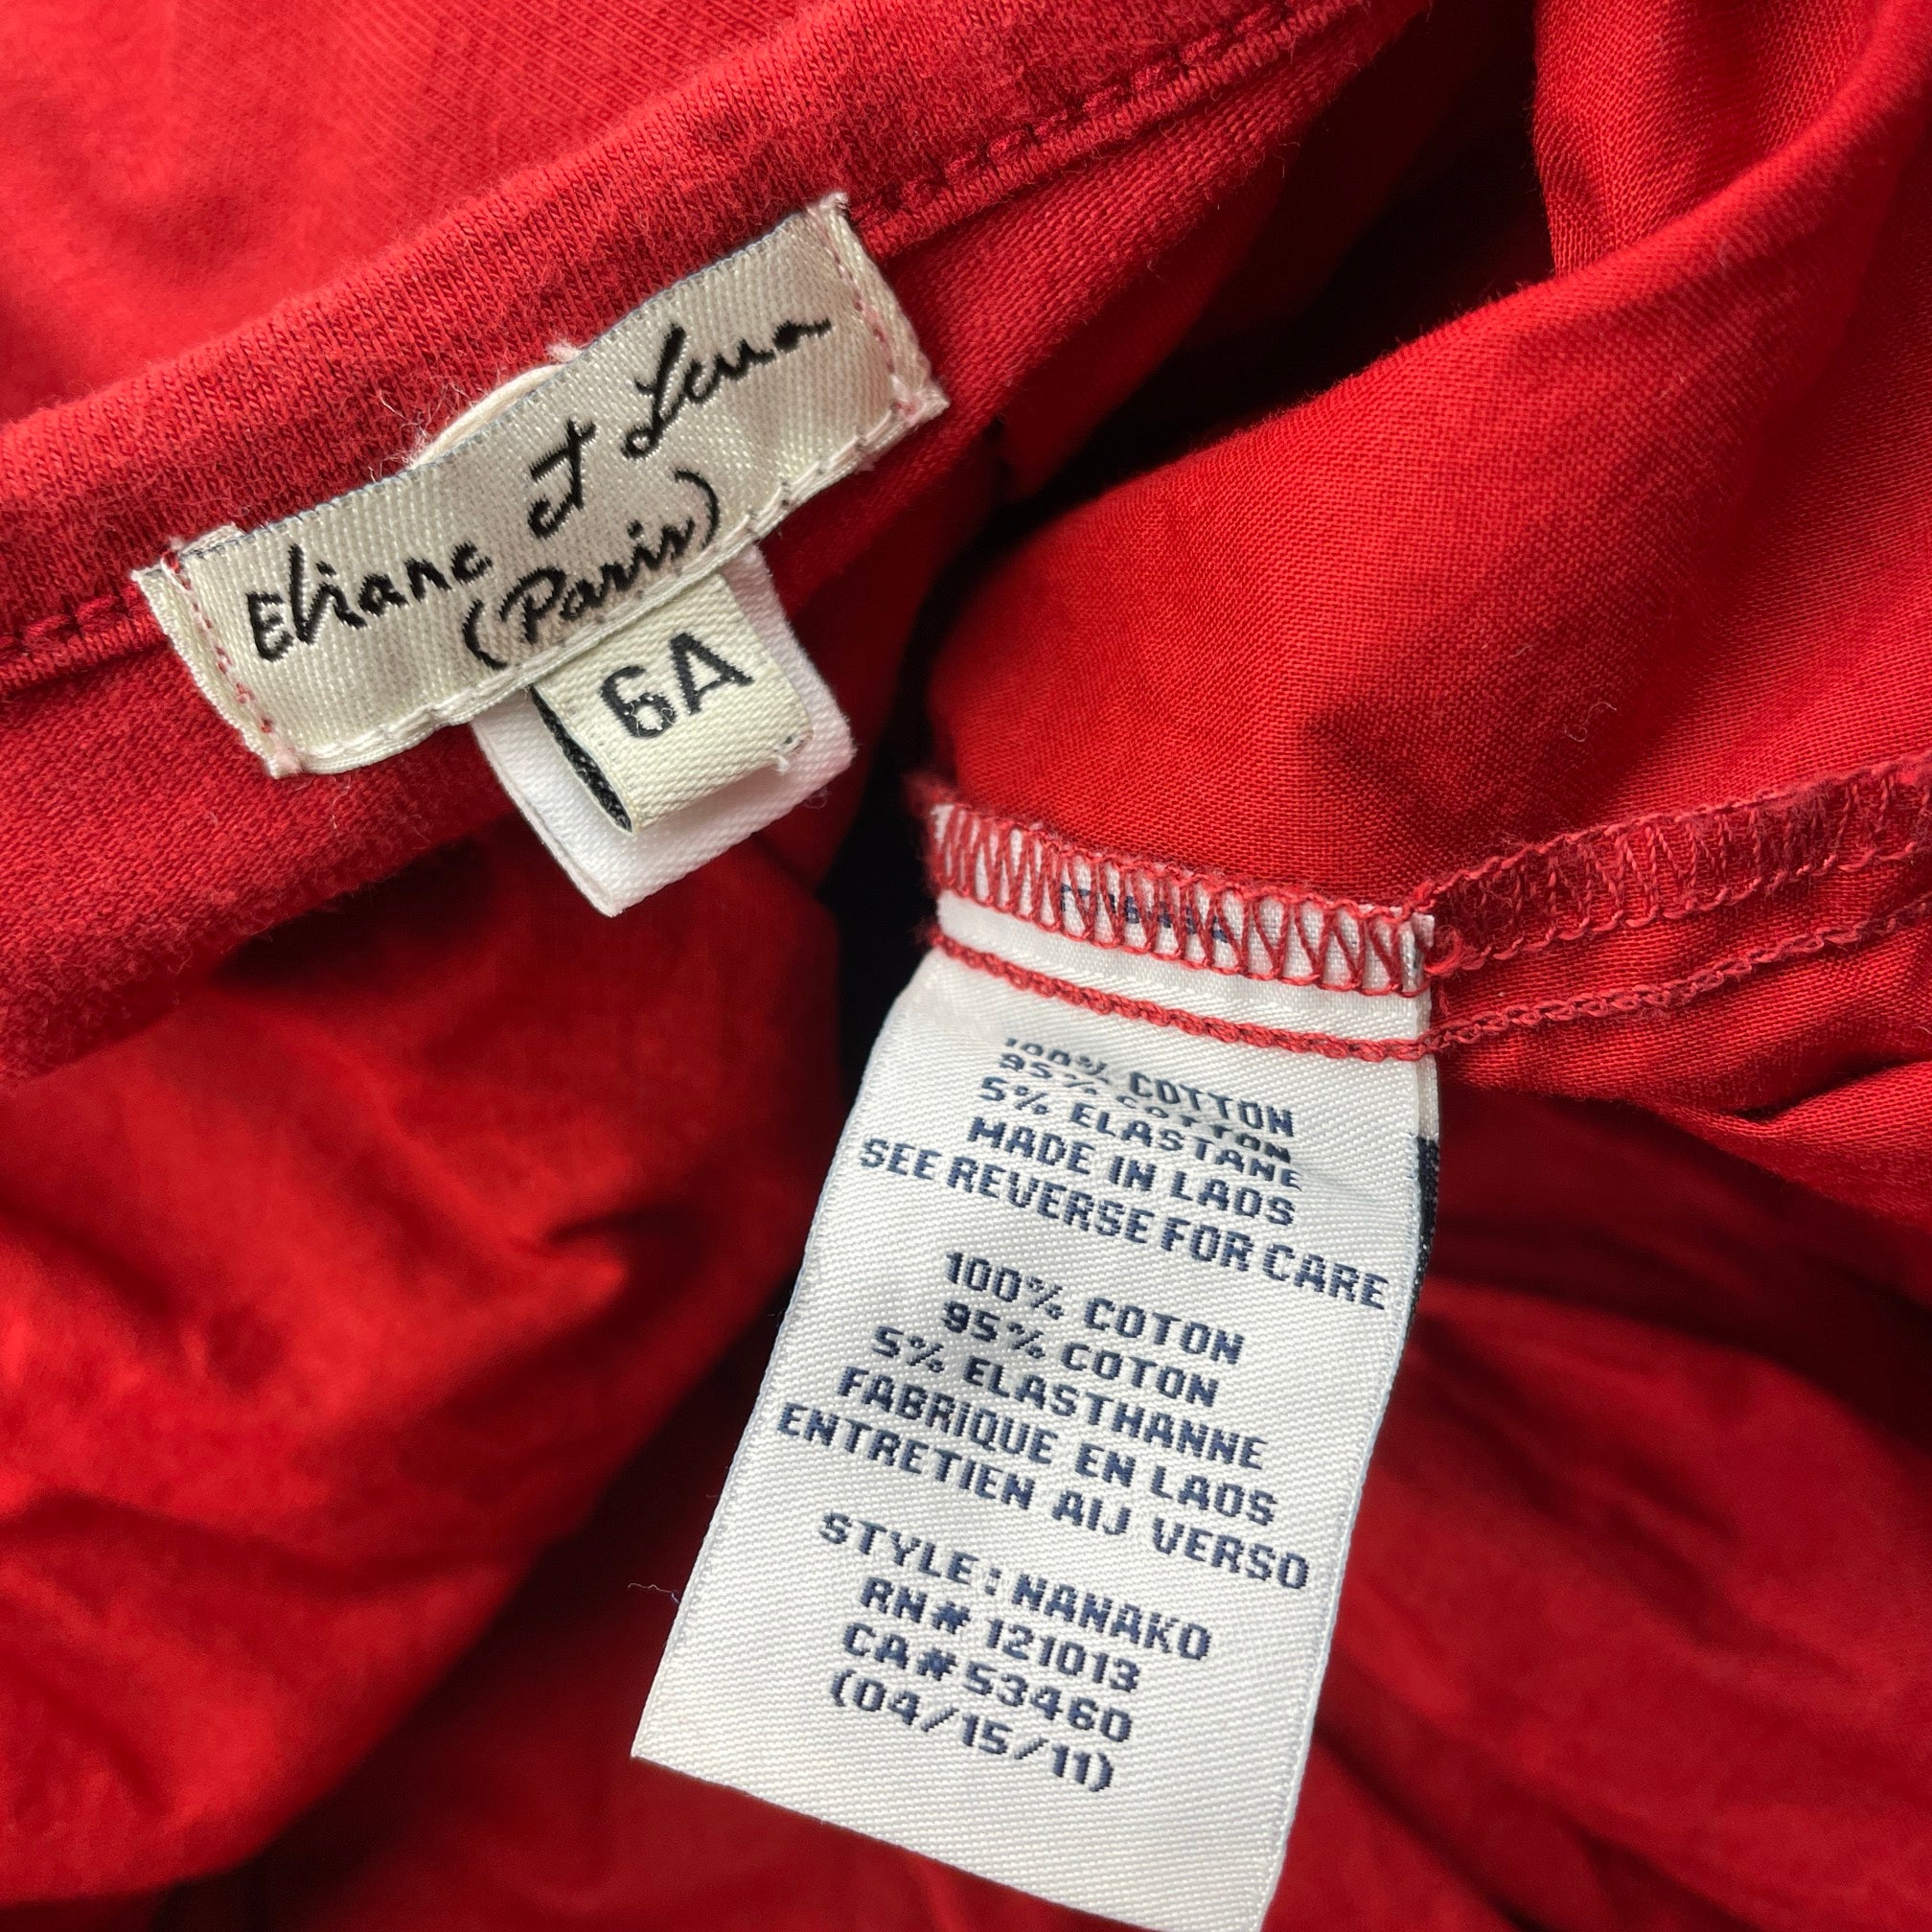 Eliane et Lena
(Paris)
6A
100% COTTON
95% COTTON
5% ELASTANE
MADE IN LAOS
SEE REVERSE FOR CARE
100% COTON
95% COTON
5% ELASTHANNE
FABRIQUE EN LAOS
ENTRETIEN AU VERSO
STYLE: NANAKO
RN# 121013
CA# 53460
(04/15/11)